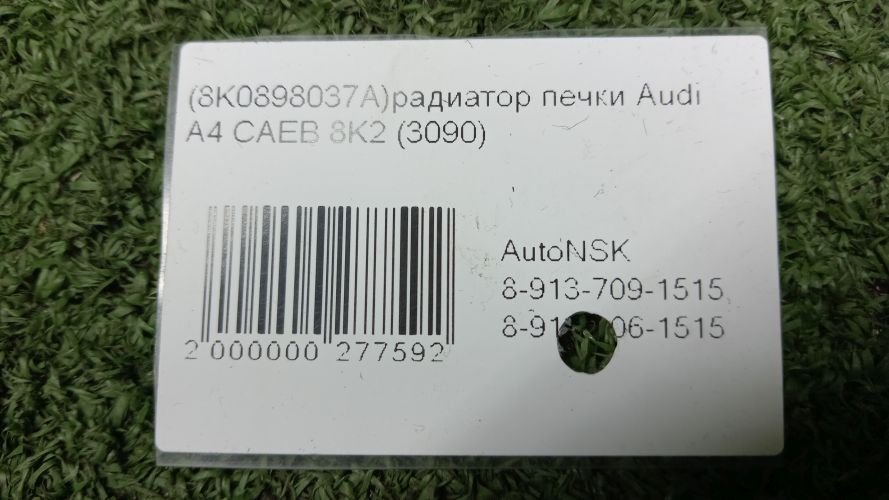 (8K0898037A)радиатор печки Audi
A4 CAEB 8K2 (3090)
AutoNSK
8-913-709-1515
2 000000 277592